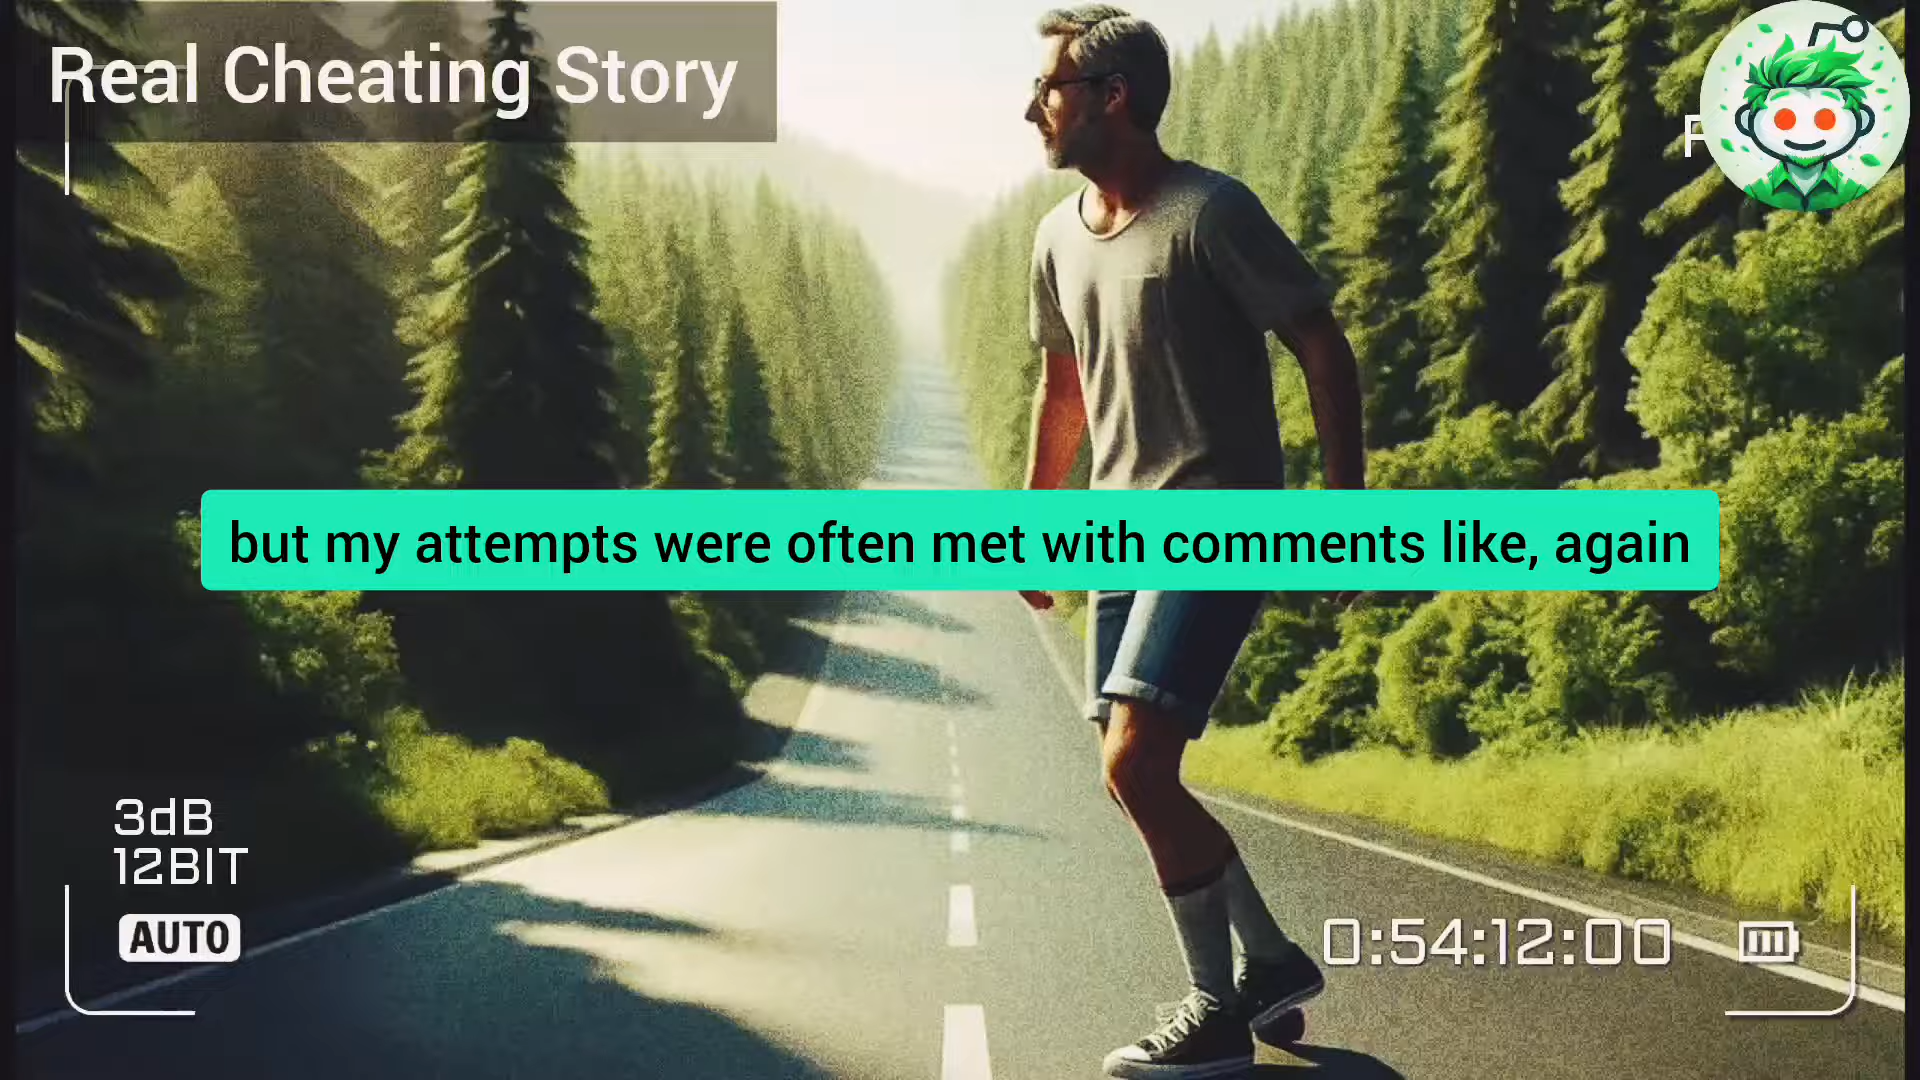 Real Cheating Story
but my attempts were often met with comments like, again
3dB
12BIT
AUTO
0:54:12:00